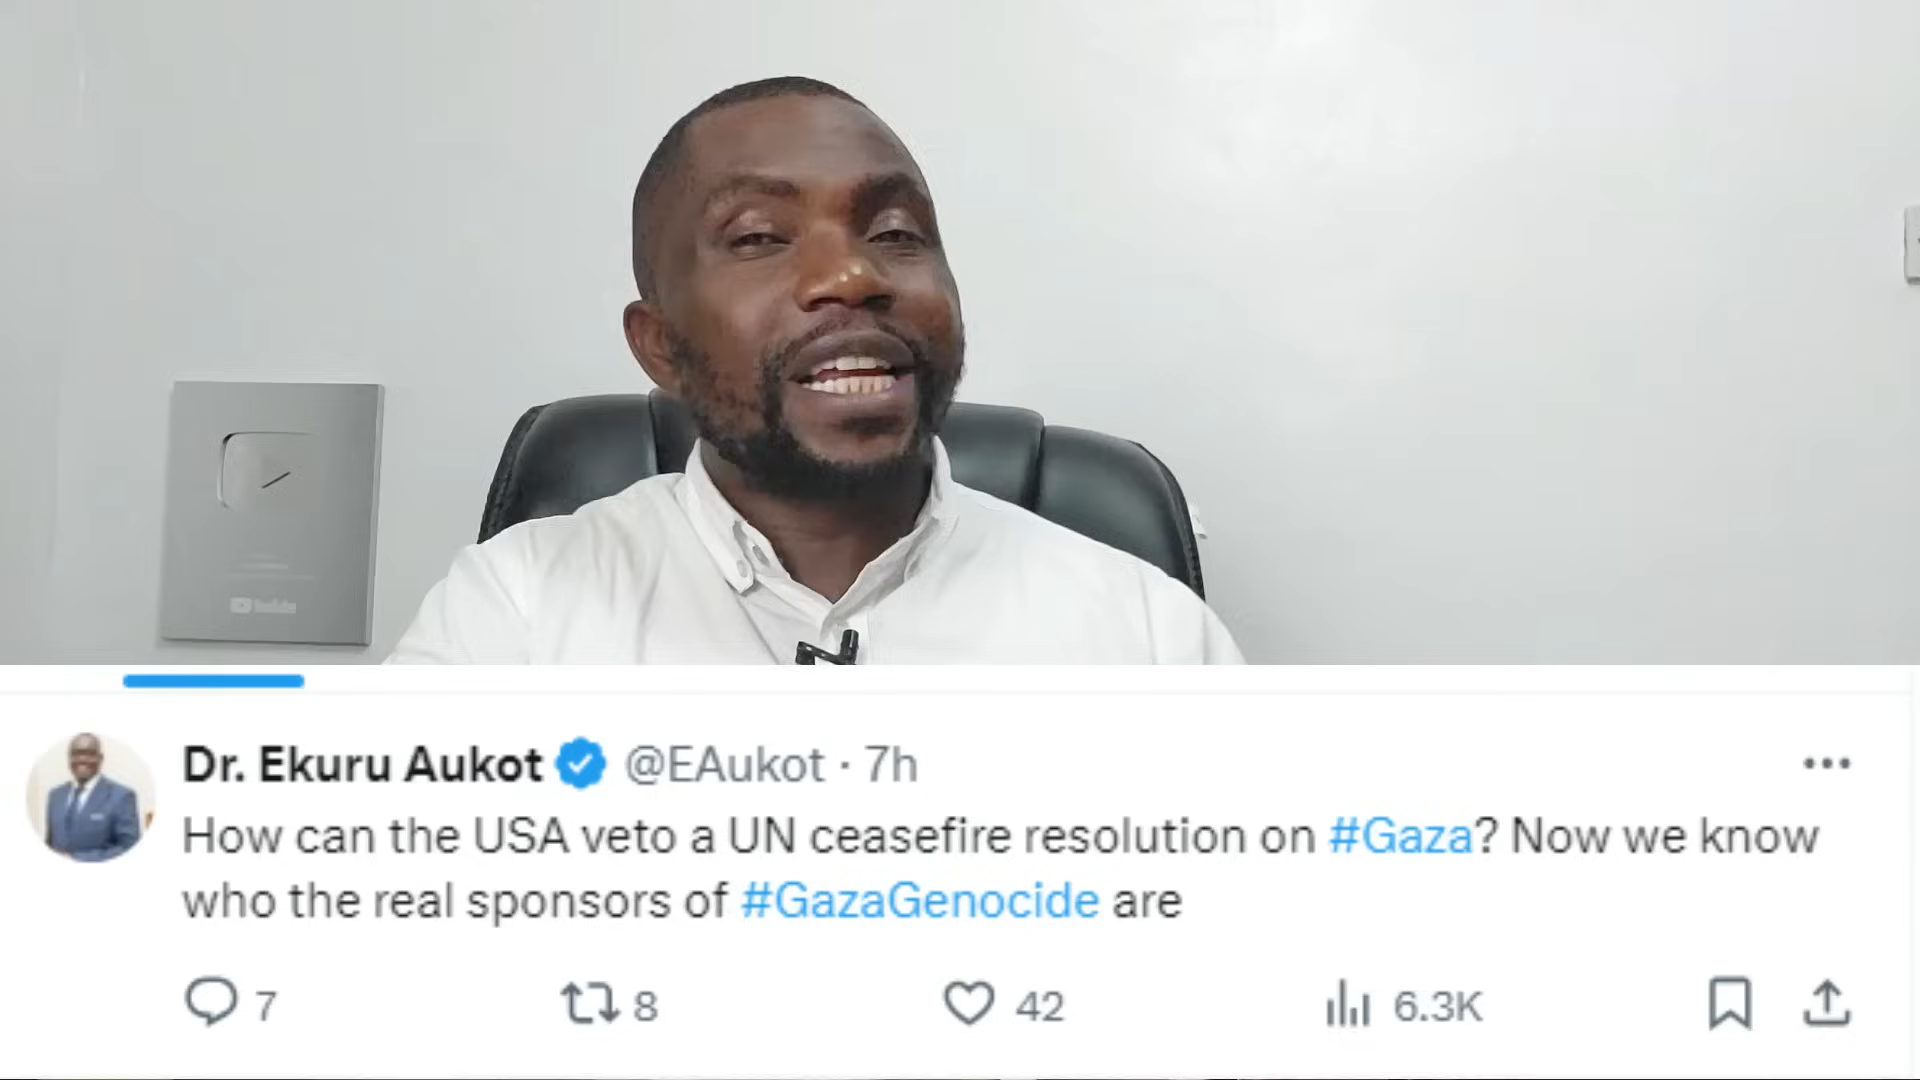 YouTube
Dr. Ekuru Aukot @EAukot · 7h
How can the USA veto a UN ceasefire resolution on #Gaza? Now we know
who the real sponsors of #GazaGenocide are
7 8 42 6.3K